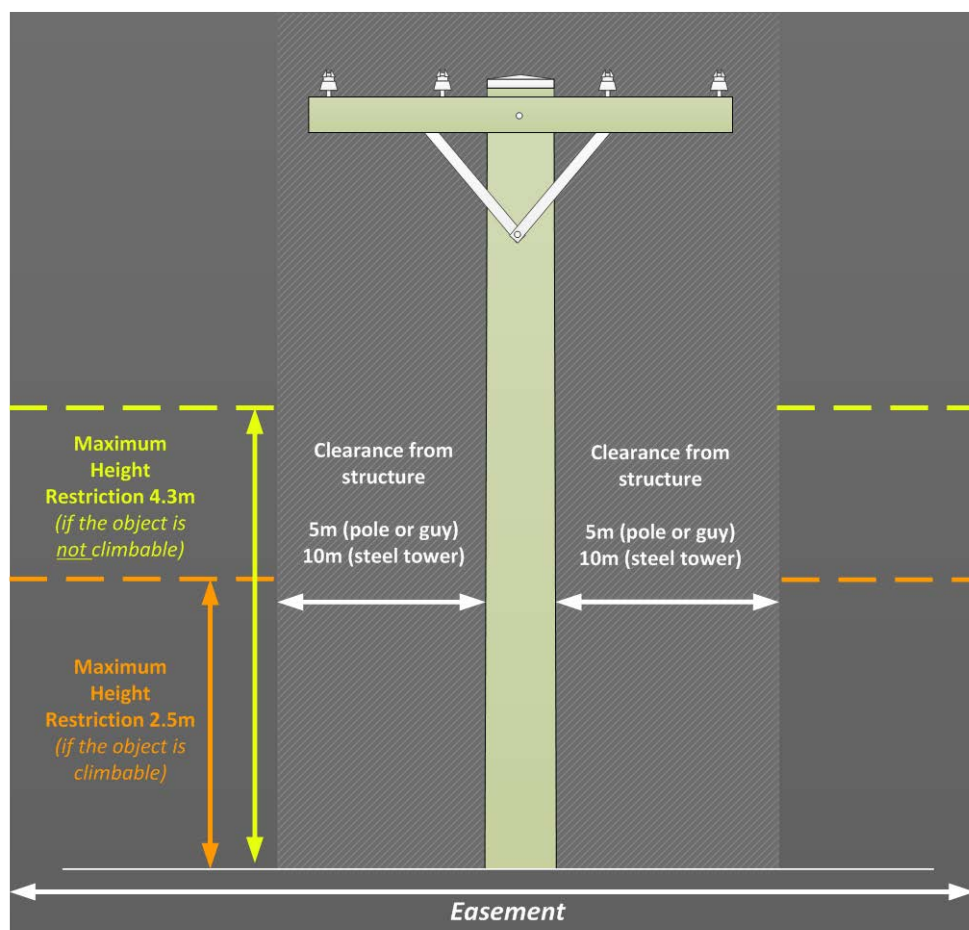 Maximum
Height
Restriction 4.3m
(if the object is
not climbable)
Maximum
Height
Restriction 2.5m
(if the object is
climbable)
Clearance from
structure
5m (pole or guy)
10m (steel tower)
Clearance from
structure
5m (pole or guy)
10m (steel tower)
Easement